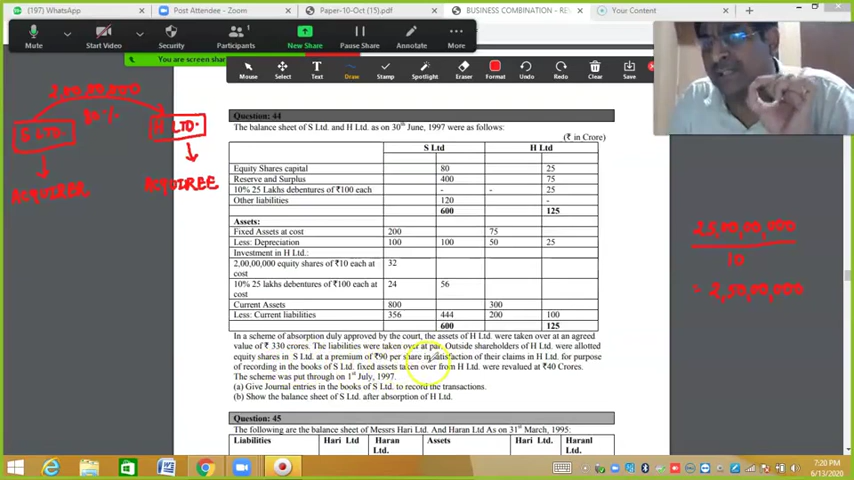 (197) WhatsApp
Post Attendee - Zoom
Paper-10-Oct (15).pdf
BUSINESS COMBINATION - RE
Your Content
Mute
Start Video
Security
Participants
1
New Share
Pause Share
Annotate
More
You are screen shar
Mouse
Select
Text
Draw
Stamp
Spotlight
Eraser
Format
Undo
Redo
Clear
Save
2,00,00,000
80%
S LTD.
H LTD.
ACQUIRER
ACQUIREE
25,00,00,000
10
= 2,50,00,000
Question: 44
The balance sheet of S Ltd. and H Ltd. as on 30th June, 1997 were as follows:
(₹ in Crore)
S Ltd H Ltd.
Equity Shares capital 80 25
Reserve and Surplus 400 75
10% 25 Lakhs debentures of ₹100 each - - 25
Other liabilities 120 -
600 125
Assets:
Fixed Assets at cost 200 75
Less: Depreciation 100 100 50 25
Investment in H Ltd.:
2,00,00,000 equity shares of ₹10 each at cost 32
10% 25 lakhs debentures of ₹100 each at cost 24 56
Current Assets 800 300
Less: Current liabilities 356 444 200 100
600 125
In a scheme of absorption duly approved by the court, the assets of H Ltd. were taken over at an agreed
value of ₹ 330 crores. The liabilities were taken over at par. Outside shareholders of H Ltd. were allotted
equity shares in S Ltd. at a premium of ₹90 per share in satisfaction of their claims in H Ltd. for purpose
of recording in the books of S Ltd. fixed assets taken over from H Ltd. were revalued at ₹40 Crores.
The scheme was put through on 1st July, 1997.
(a) Give Journal entries in the books of S Ltd. to record the transactions.
(b) Show the balance sheet of S Ltd. after absorption of H Ltd.
Question: 45
The following are the balance sheet of Messrs Hari Ltd. And Haran Ltd As on 31st March, 1995:
Liabilities Hari Ltd Haran Ltd. Assets Hari Ltd. Haranl Ltd.
7:20 PM
6/13/2020